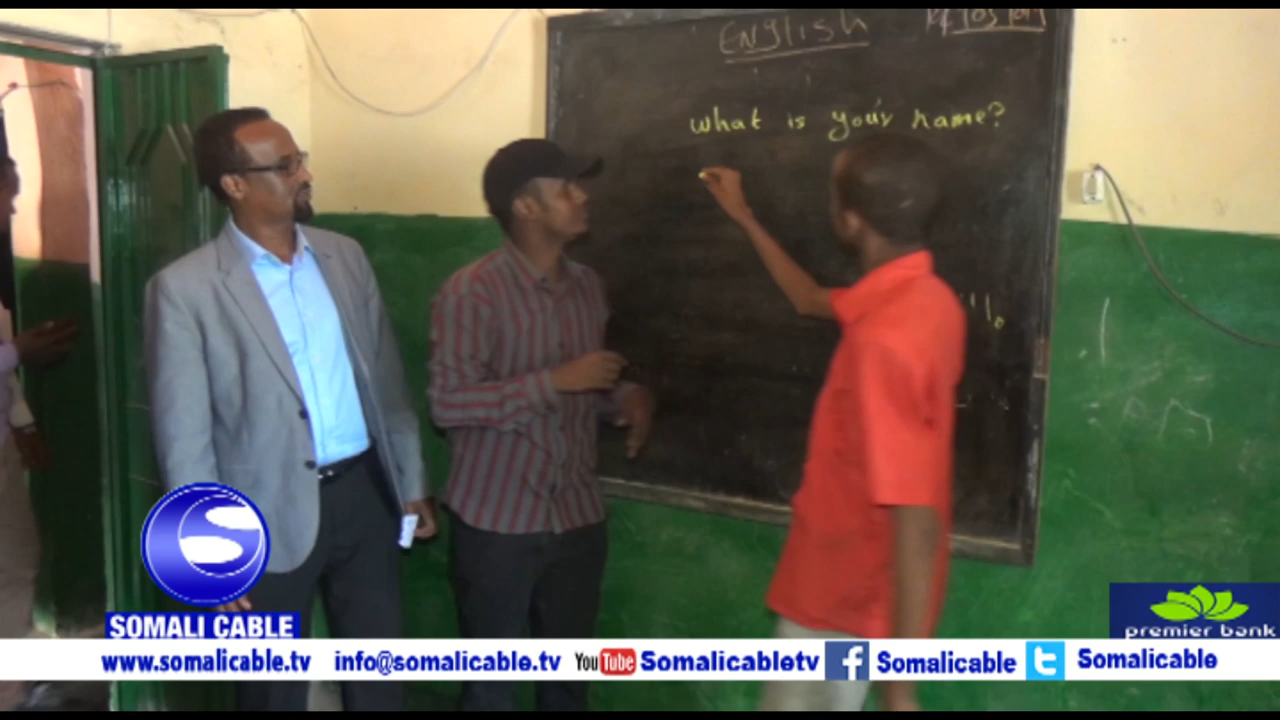 English
What is your name?
SOMALI CABLE
premier bank
www.somalicable.tv info@somalicable.tv YouTube Somalicabletv Somalicable Somalicable